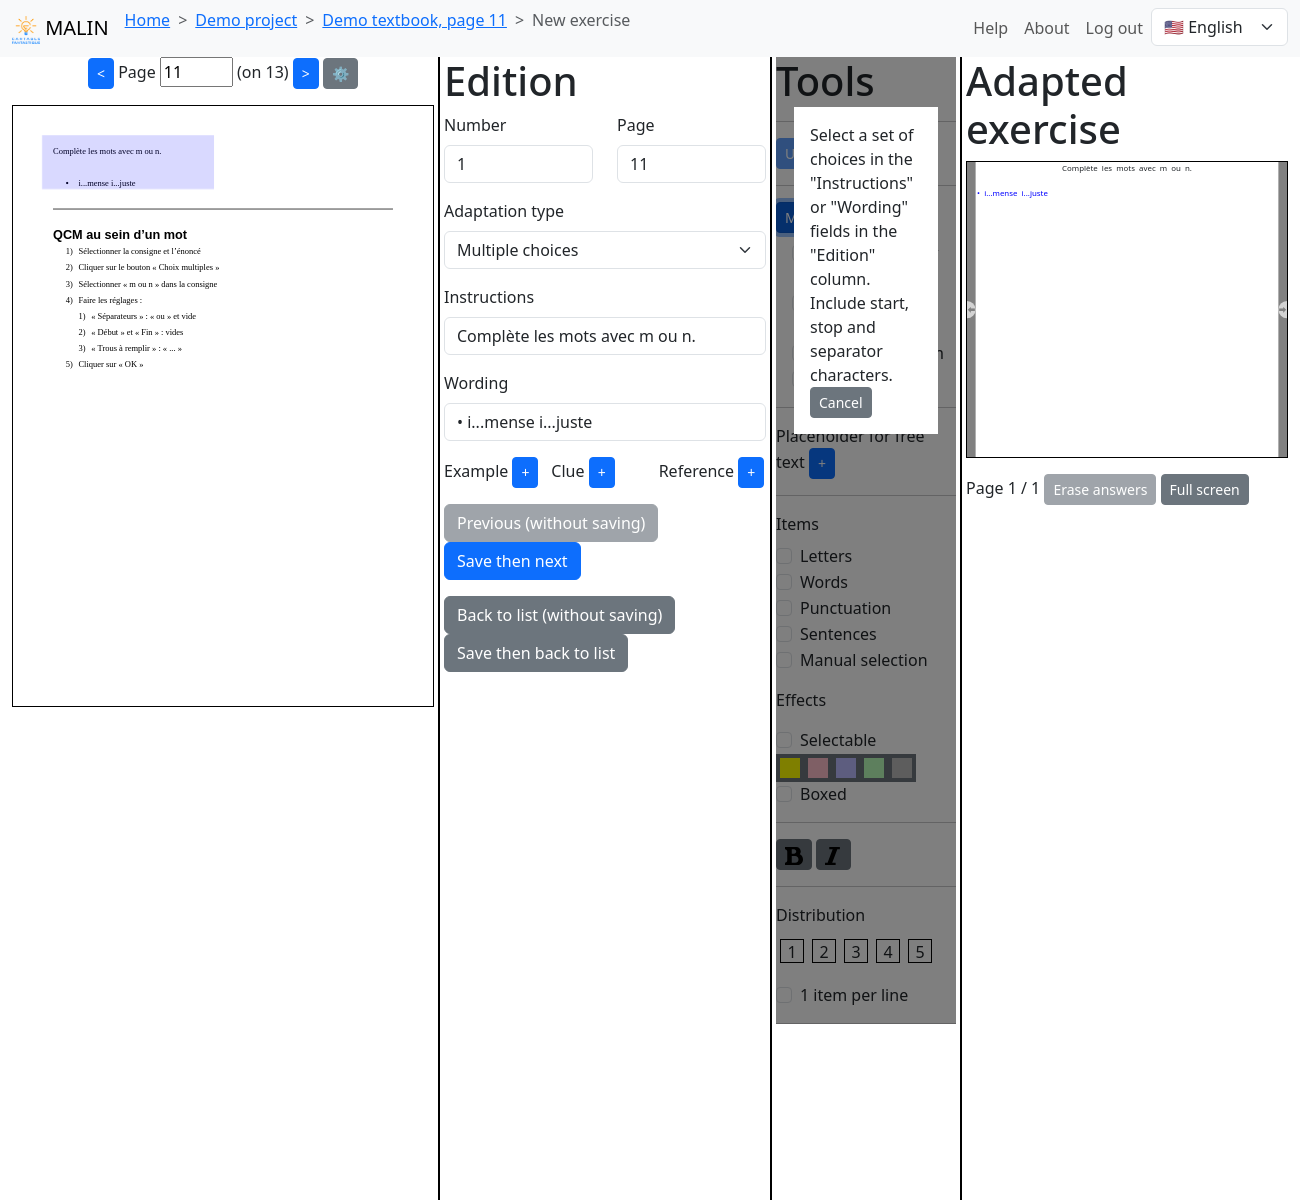 MALIN
Home > Demo project > Demo textbook, page 11 > New exercise
Help About Log out 🇺🇸 English
< Page 11 (on 13) > ⚙️
Complète les mots avec m ou n.
• i...mense i...juste
QCM au sein d’un mot
1) Sélectionner la consigne et l’énoncé
2) Cliquer sur le bouton « Choix multiples »
3) Sélectionner « m ou n » dans la consigne
4) Faire les réglages :
1) « Séparateurs » : « ou » et vide
2) « Début » et « Fin » : vides
3) « Trous à remplir » : « ... »
5) Cliquer sur « OK »
Edition
Number Page
1 11
Adaptation type
Multiple choices
Instructions
Complète les mots avec m ou n.
Wording
• i...mense i...juste
Example + Clue + Reference +
Previous (without saving)
Save then next
Back to list (without saving)
Save then back to list
Tools
Select a set of
choices in the
"Instructions"
or "Wording"
fields in the
"Edition"
column.
Include start,
stop and
separator
characters.
Cancel
Placeholder for free
text +
Items
Letters
Words
Punctuation
Sentences
Manual selection
Effects
Selectable
Boxed
B I
Distribution
1 2 3 4 5
1 item per line
Adapted
exercise
Complète les mots avec m ou n.
• i...mense i...juste
Page 1 / 1 Erase answers Full screen